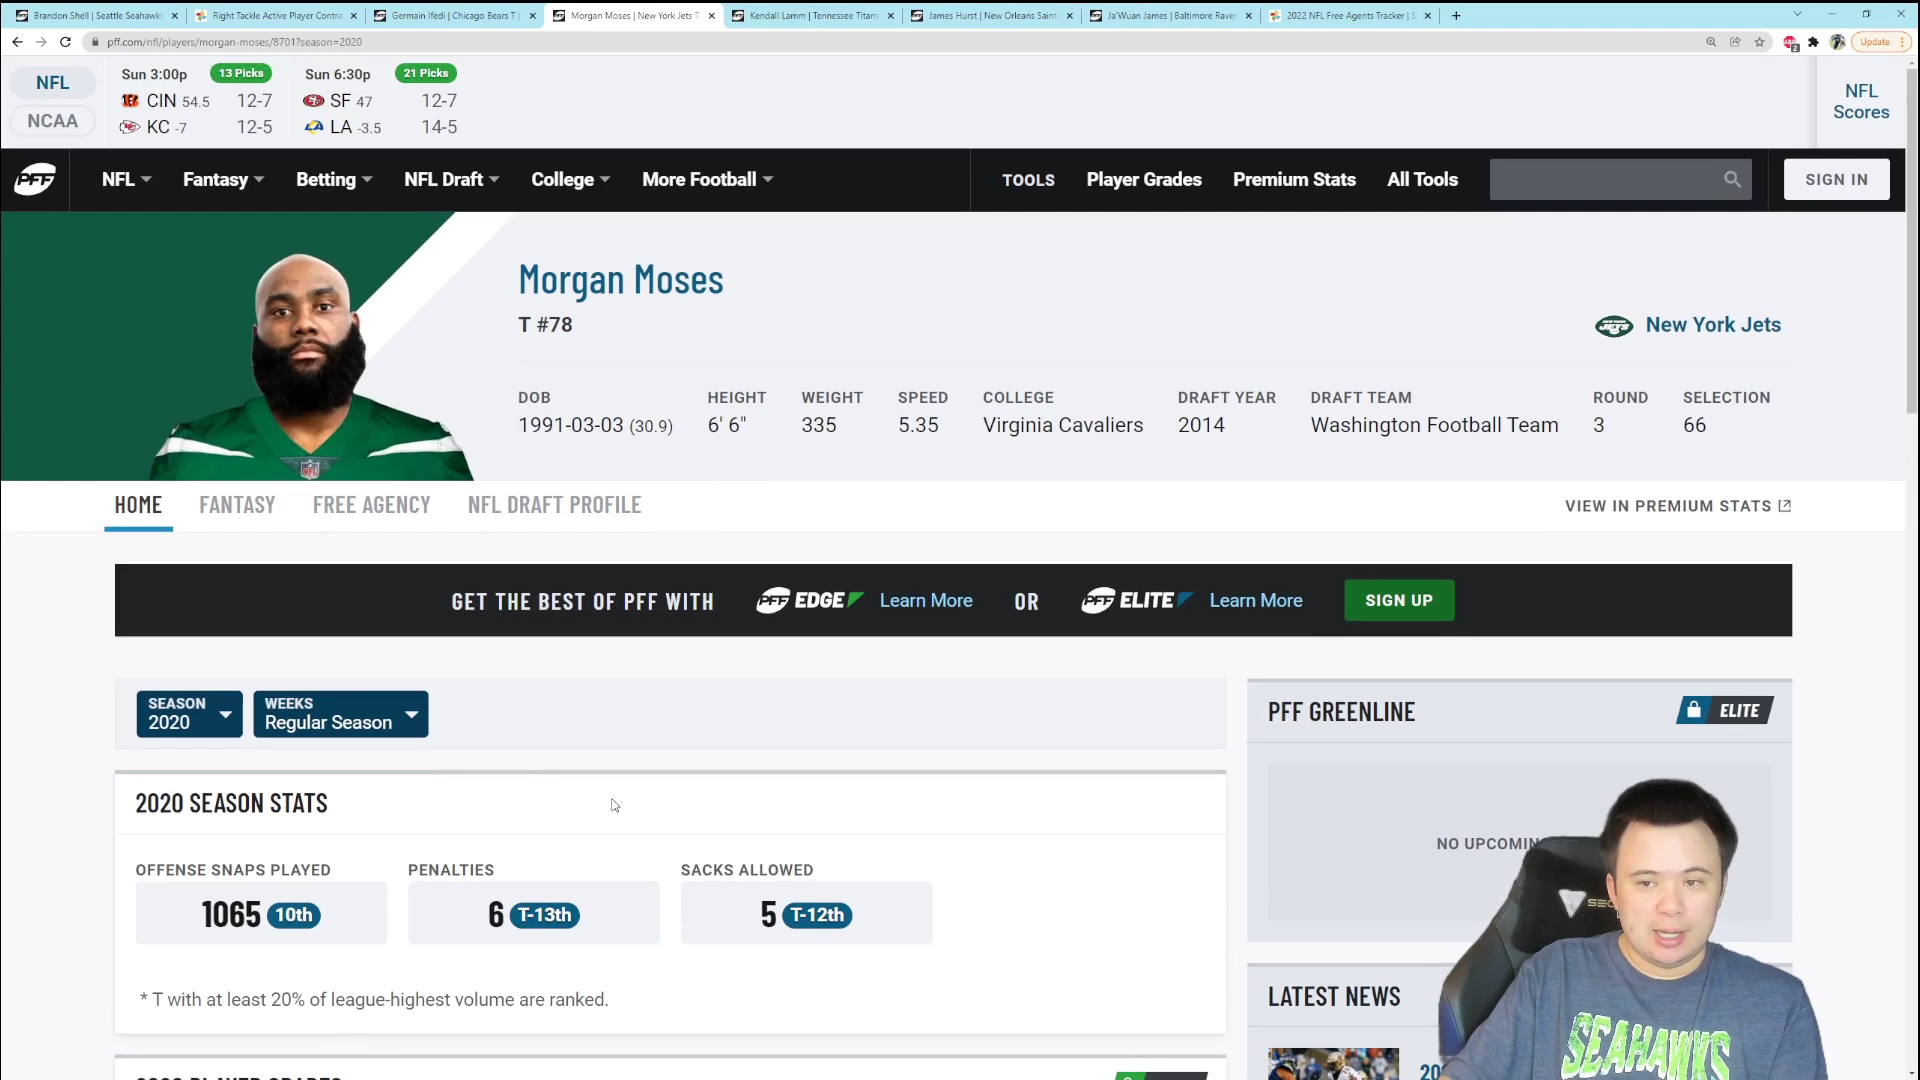 Brandon Shell | Seattle Seahawks
Right Tackle Active Player Contra
Germain Ifedi | Chicago Bears T |
Morgan Moses | New York Jets T
Kendall Lamm | Tennessee Titans
James Hurst | New Orleans Saints
Ja'Wuan James | Baltimore Raven
2022 NFL Free Agents Tracker | S
pff.com/nfl/players/morgan-moses/8701?season=2020
Update
NFL
NCAA
Sun 3:00p 13 Picks
CIN 54.5 12-7
KC -7 12-5
Sun 6:30p 21 Picks
SF 47 12-7
LA -3.5 14-5
NFL
Scores
PFF
NFL
Fantasy
Betting
NFL Draft
College
More Football
TOOLS
Player Grades
Premium Stats
All Tools
SIGN IN
Morgan Moses
T #78
New York Jets
DOB HEIGHT WEIGHT SPEED COLLEGE DRAFT YEAR DRAFT TEAM ROUND SELECTION
1991-03-03 (30.9) 6' 6" 335 5.35 Virginia Cavaliers 2014 Washington Football Team 3 66
HOME FANTASY FREE AGENCY NFL DRAFT PROFILE
VIEW IN PREMIUM STATS
GET THE BEST OF PFF WITH PFF EDGE Learn More OR PFF ELITE Learn More SIGN UP
SEASON
2020
WEEKS
Regular Season
PFF GREENLINE
ELITE
NO UPCOMIN
2020 SEASON STATS
OFFENSE SNAPS PLAYED PENALTIES SACKS ALLOWED
1065 10th 6 T-13th 5 T-12th
* T with at least 20% of league-highest volume are ranked.
LATEST NEWS
SEAHAWKS